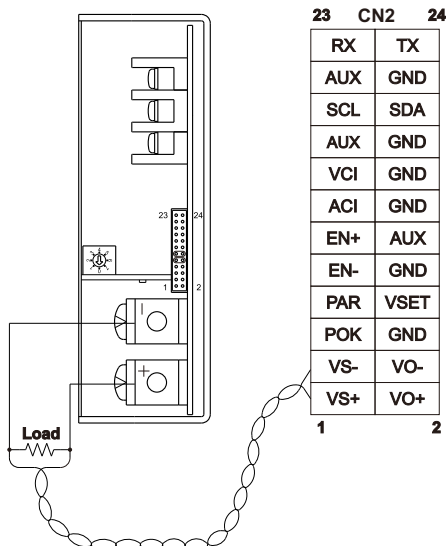 23 CN2 24
RX TX
AUX GND
SCL SDA
AUX GND
VCI GND
ACI GND
EN+ AUX
EN- GND
PAR VSET
POK GND
VS- VO-
VS+ VO+
1 2
23 24
1 2
-
+
Load